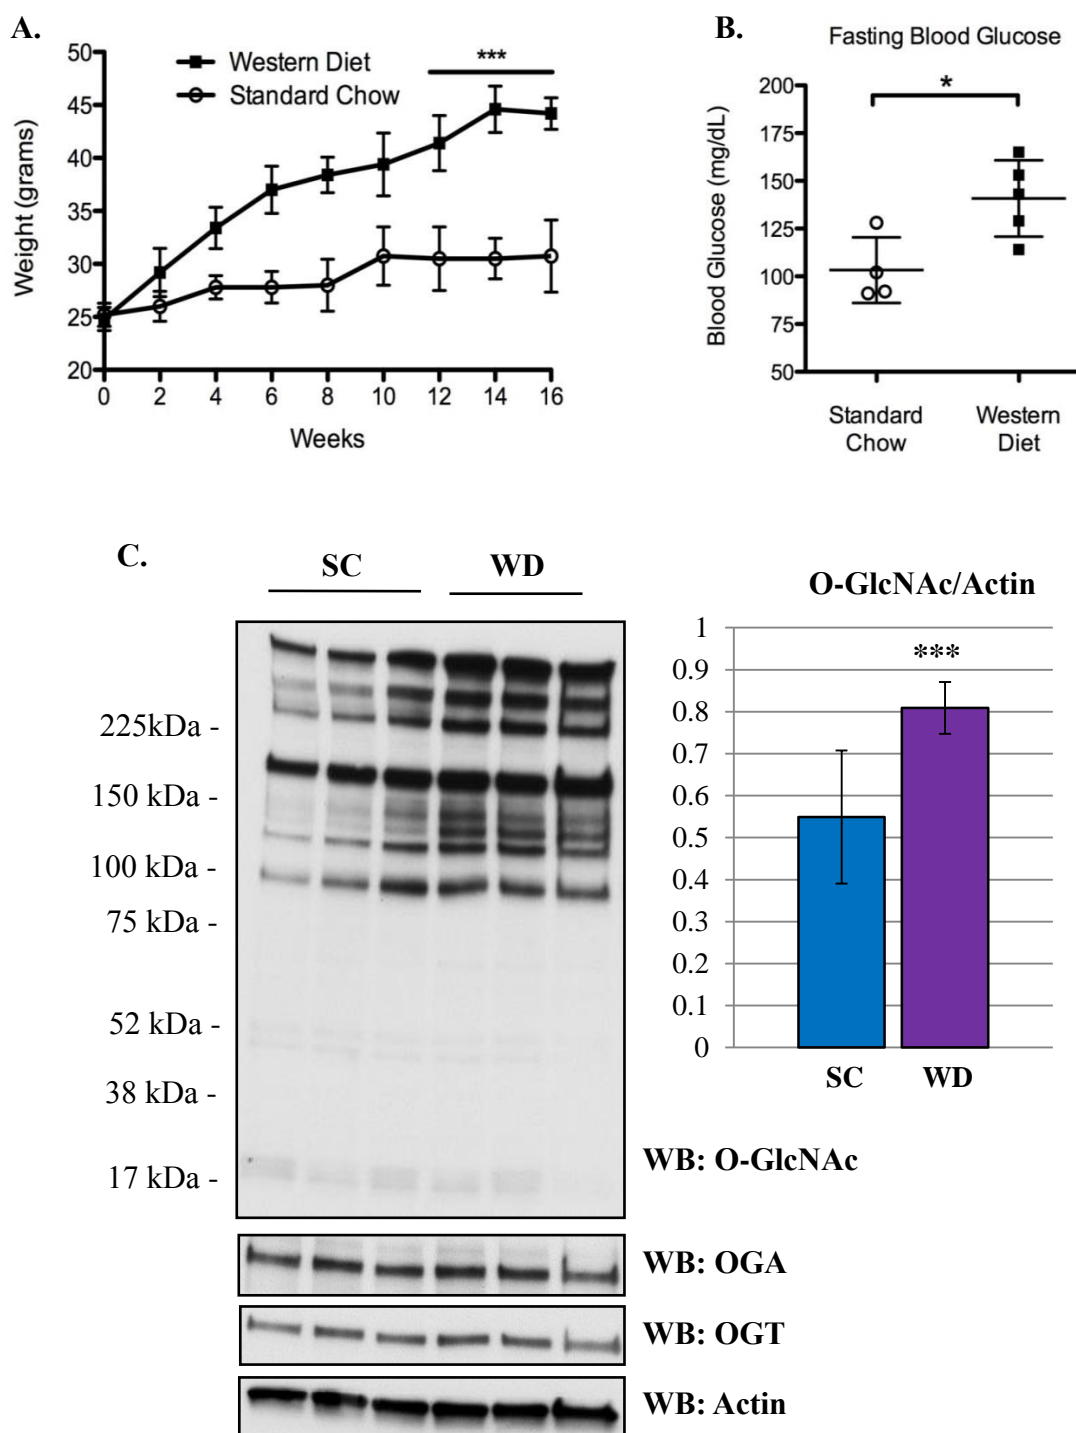 A.
50
45
40
35
30
25
20
Weight (grams)
Western Diet
Standard Chow
***
0 2 4 6 8 10 12 14 16
Weeks
B.
Fasting Blood Glucose
200
175
150
125
100
75
50
Blood Glucose (mg/dL)
*
Standard
Chow
Western
Diet
C.
SC WD
225kDa -
150 kDa -
100 kDa -
75 kDa -
52 kDa -
38 kDa -
17 kDa -
O-GlcNAc/Actin
1
0.9
0.8
0.7
0.6
0.5
0.4
0.3
0.2
0.1
0
***
SC WD
WB: O-GlcNAc
WB: OGA
WB: OGT
WB: Actin